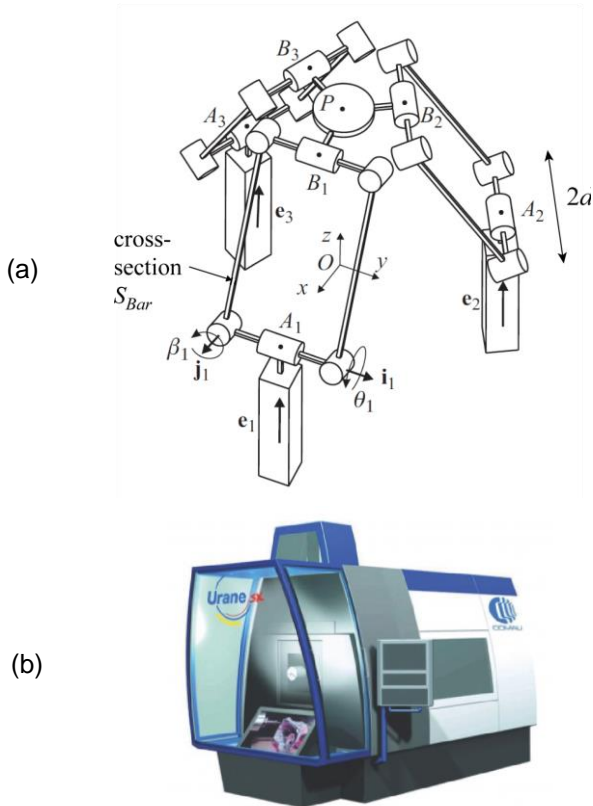 B3
P
A3
B2
B1
A2
2d
e3
(a)
cross-
section
SBar
z
O
y
x
e2
A1
β1
j1
i1
θ1
e1
Urane SX
COMAU
(b)